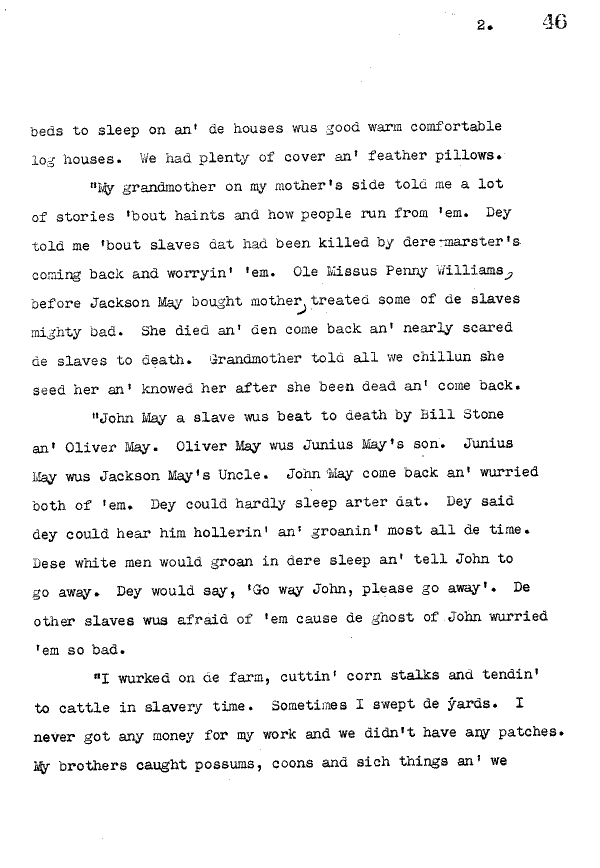 2. 46
beds to sleep on an' de houses wus good warm comfortable
log houses. We had plenty of cover an' feather pillows.
"My grandmother on my mother's side told me a lot
of stories 'bout haints and how people run from 'em. Dey
told me 'bout slaves dat had been killed by dere marster's
coming back and worryin' 'em. Ole Missus Penny Williams,
before Jackson May bought mother, treated some of de slaves
mighty bad. She died an' den come back an' nearly scared
de slaves to death. Grandmother told all we chillun she
seed her an' knowed her after she been dead an' come back.
"John May a slave wus beat to death by Bill Stone
an' Oliver May. Oliver May wus Junius May's son. Junius
May wus Jackson May's Uncle. John May come back an' wurried
both of 'em. Dey could hardly sleep arter dat. Dey said
dey could hear him hollerin' an' groanin' most all de time.
Dese white men would groan in dere sleep an' tell John to
go away. Dey would say, 'Go way John, please go away'. De
other slaves wus afraid of 'em cause de ghost of John wurried
'em so bad.
"I wurked on de farm, cuttin' corn stalks and tendin'
to cattle in slavery time. Sometimes I swept de yards. I
never got any money for my work and we didn't have any patches.
My brothers caught possums, coons and sich things an' we